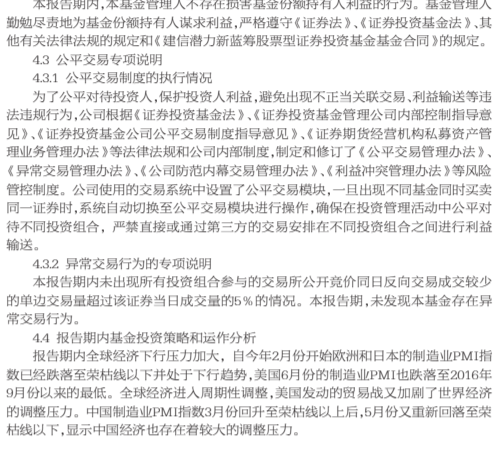 本报告期内,本基金管理人不存在损害基金份额持有人利益的行为。基金管理人
勤勉尽责地为基金份额持有人谋求利益,严格遵守《证券法》、《证券投资基金法》、其
他有关法律法规的规定和《建信潜力新蓝筹股票型证券投资基金基金合同》的规定。
4.3 公平交易专项说明
4.3.1 公平交易制度的执行情况
为了公平对待投资人,保护投资人利益,避免出现不正当关联交易、利益输送等违
法违规行为,公司根据《证券投资基金法》、《证券投资基金管理公司内部控制指导意
见》、《证券投资基金公司公平交易制度指导意见》、《证券期货经营机构私募资产管
理业务管理办法》等法律法规和公司内部制度,制定和修订了《公平交易管理办法》、
《异常交易管理办法》、《公司防范内幕交易管理办法》、《利益冲突管理办法》等风险
管控制度。公司使用的交易系统中设置了公平交易模块,一旦出现不同基金同时买卖
同一证券时,系统自动切换至公平交易模块进行操作,确保在投资管理活动中公平对
待不同投资组合，严禁直接或通过第三方的交易安排在不同投资组合之间进行利益
输送。
4.3.2 异常交易行为的专项说明
本报告期内未出现所有投资组合参与的交易所公开竞价同日反向交易成交较少
的单边交易量超过该证券当日成交量的5%的情况。本报告期,未发现本基金存在异
常交易行为。
4.4 报告期内基金投资策略和运作分析
报告期内全球经济下行压力加大，自今年2月份开始欧洲和日本的制造业PMI指
数已经跌落至荣枯线以下并处于下行趋势,美国6月份的制造业PMI也跌落至2016年
9月份以来的最低。全球经济进入周期性调整,美国发动的贸易战又加剧了世界经济
的调整压力。中国制造业PMI指数3月份回升至荣枯线以上后,5月份又重新回落至荣
枯线以下,显示中国经济也存在着较大的调整压力。